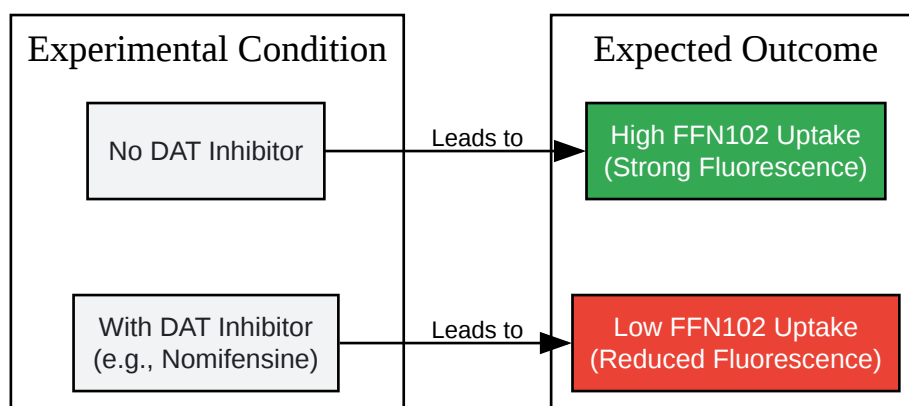 Experimental Condition
Expected Outcome
No DAT Inhibitor
Leads to
High FFN102 Uptake
(Strong Fluorescence)
With DAT Inhibitor
(e.g., Nomifensine)
Leads to
Low FFN102 Uptake
(Reduced Fluorescence)